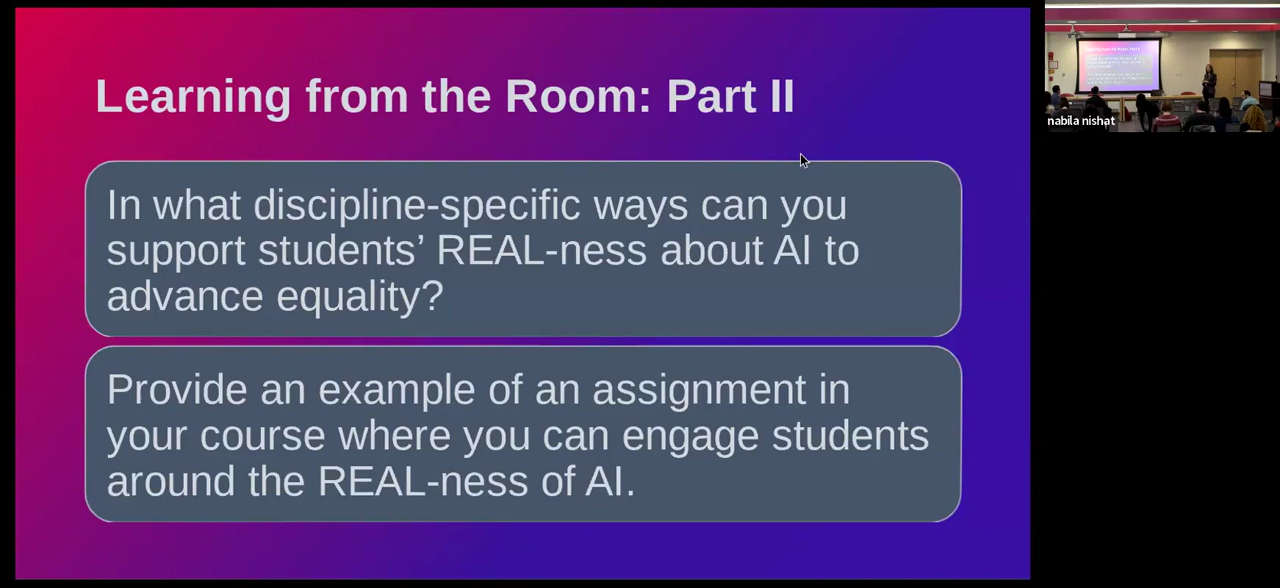 Learning from the Room: Part II
In what discipline-specific ways can you
support students’ REAL-ness about AI to
advance equality?
Provide an example of an assignment in
your course where you can engage students
around the REAL-ness of AI.
nabila nishat